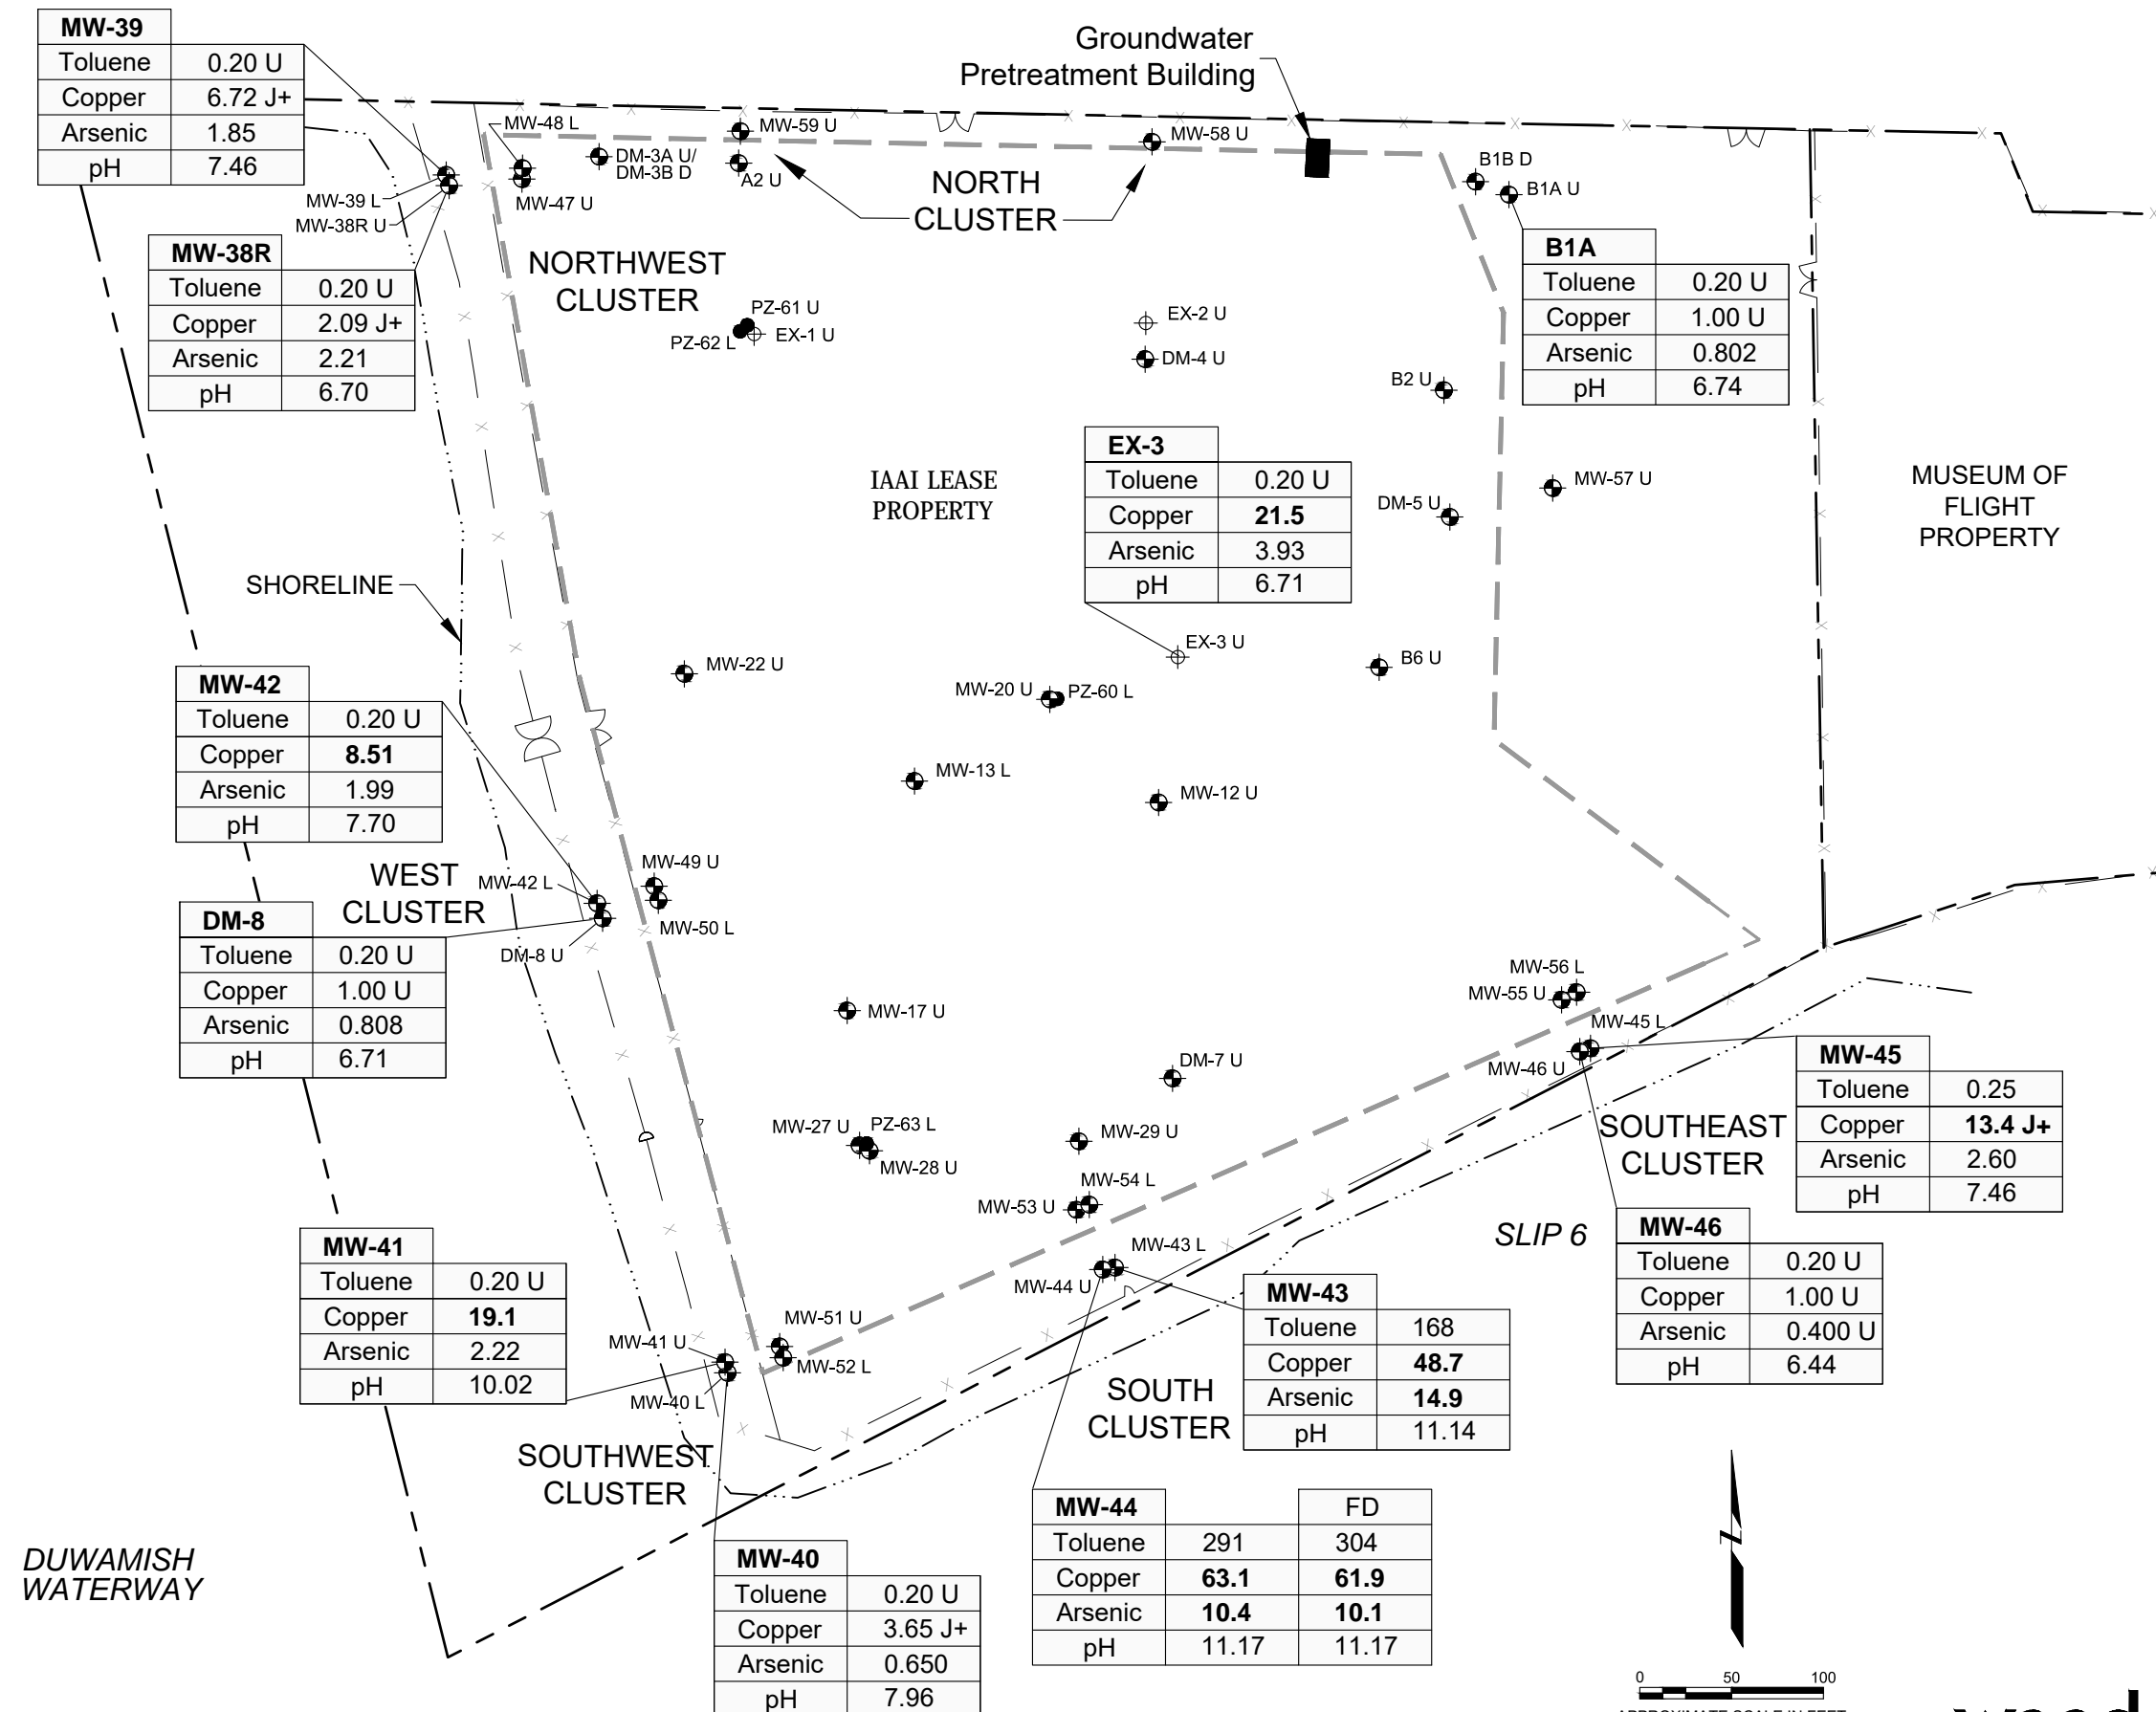 MW-39
Toluene 0.20 U
Copper 6.72 J+
Arsenic 1.85
pH 7.46
Groundwater
Pretreatment Building
MW-48 L
MW-59 U
MW-58 U
DM-3A U/
DM-3B D
A2 U
MW-47 U
MW-39 L
MW-38R U
NORTH
CLUSTER
B1B D
B1A U
MW-38R
Toluene 0.20 U
Copper 2.09 J+
Arsenic 2.21
pH 6.70
NORTHWEST
CLUSTER
B1A
Toluene 0.20 U
Copper 1.00 U
Arsenic 0.802
pH 6.74
PZ-61 U
PZ-62 L
EX-1 U
EX-2 U
DM-4 U
B2 U
EX-3
Toluene 0.20 U
Copper 21.5
Arsenic 3.93
pH 6.71
IAAI LEASE
PROPERTY
DM-5 U
MW-57 U
MUSEUM OF
FLIGHT
PROPERTY
SHORELINE
EX-3 U
B6 U
MW-22 U
MW-20 U
PZ-60 L
MW-42
Toluene 0.20 U
Copper 8.51
Arsenic 1.99
pH 7.70
MW-13 L
MW-12 U
WEST
CLUSTER
MW-49 U
MW-42 L
MW-50 L
DM-8 U
DM-8
Toluene 0.20 U
Copper 1.00 U
Arsenic 0.808
pH 6.71
MW-17 U
MW-56 L
MW-55 U
MW-45 L
MW-46 U
DM-7 U
MW-45
Toluene 0.25
Copper 13.4 J+
Arsenic 2.60
pH 7.46
SOUTHEAST
CLUSTER
MW-27 U
PZ-63 L
MW-28 U
MW-29 U
MW-54 L
MW-53 U
MW-43 L
MW-44 U
SLIP 6
MW-46
Toluene 0.20 U
Copper 1.00 U
Arsenic 0.400 U
pH 6.44
MW-41
Toluene 0.20 U
Copper 19.1
Arsenic 2.22
pH 10.02
MW-51 U
MW-41 U
MW-52 L
MW-40 L
MW-43
Toluene 168
Copper 48.7
Arsenic 14.9
pH 11.14
SOUTH
CLUSTER
SOUTHWEST
CLUSTER
MW-44 FD
Toluene 291 304
Copper 63.1 61.9
Arsenic 10.4 10.1
pH 11.17 11.17
DUWAMISH
WATERWAY
MW-40
Toluene 0.20 U
Copper 3.65 J+
Arsenic 0.650
pH 7.96
Z
0 50 100
APPROXIMATE SCALE IN FEET